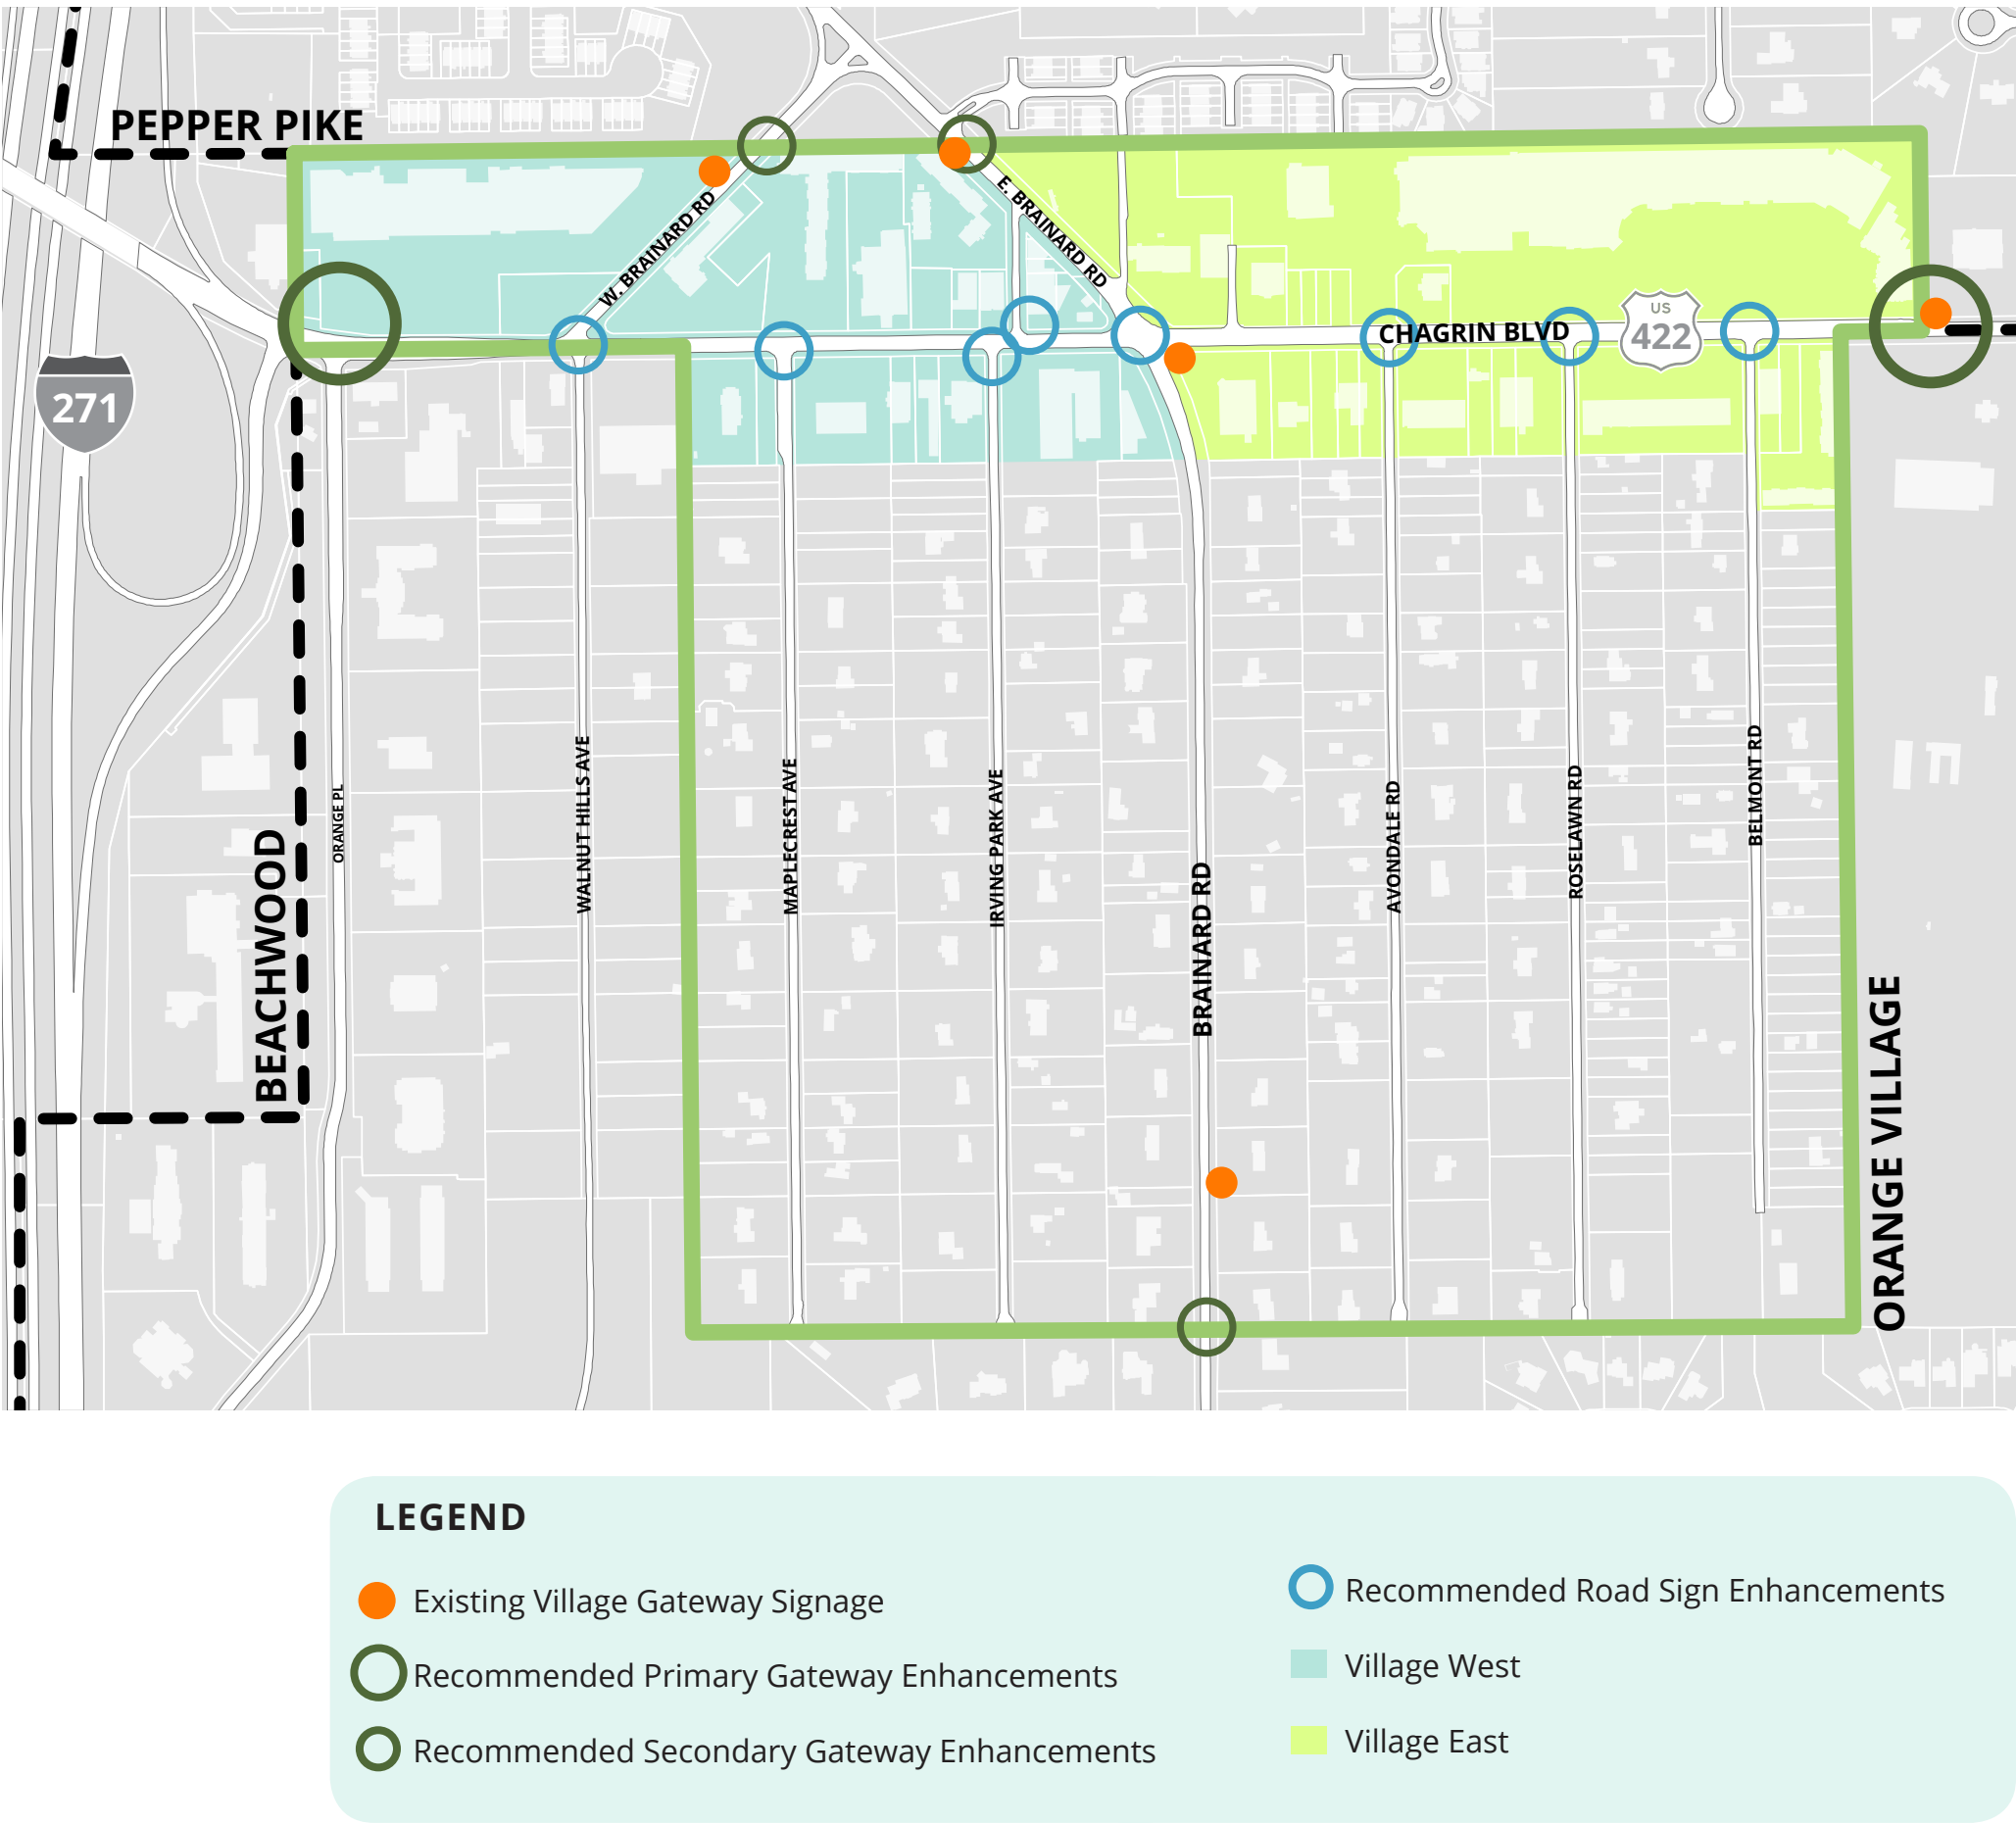 PEPPER PIKE
W. BRAINARD RD
E. BRAINARD RD
CHAGRIN BLVD
US
422
271
BEACHWOOD
ORANGE PL
WALNUT HILLS AVE
MAPLECREST AVE
IRVING PARK AVE
BRAINARD RD
AVONDALE RD
ROSELAWN RD
BELMONT RD
ORANGE VILLAGE
LEGEND
Existing Village Gateway Signage
Recommended Primary Gateway Enhancements
Recommended Secondary Gateway Enhancements
Recommended Road Sign Enhancements
Village West
Village East